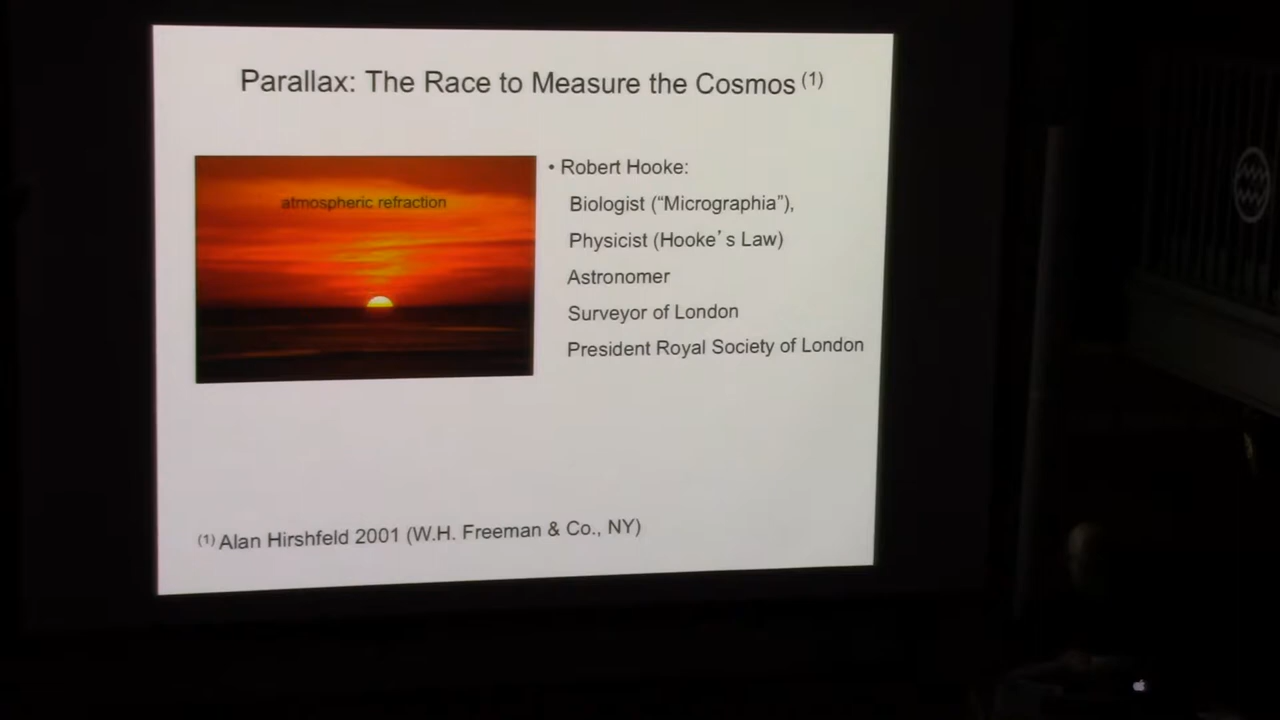 Parallax: The Race to Measure the Cosmos (1)
atmospheric refraction
• Robert Hooke:
Biologist (“Micrographia”),
Physicist (Hooke’s Law)
Astronomer
Surveyor of London
President Royal Society of London
(1) Alan Hirshfeld 2001 (W.H. Freeman & Co., NY)